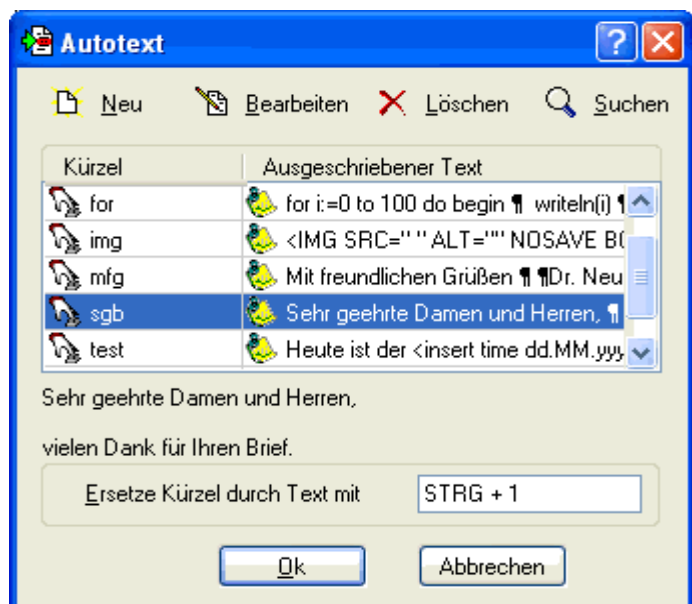 Autotext
Neu Bearbeiten Löschen Suchen
Kürzel Ausgeschriebener Text
for for i:=0 to 100 do begin ¶ writeln(i) ¶
img <IMG SRC="" ALT="" NOSAVE BO
mfg Mit freundlichen Grüßen ¶ ¶Dr. Neu
sgb Sehr geehrte Damen und Herren, ¶
test Heute ist der <insert time dd.MM.yyy
Sehr geehrte Damen und Herren,
vielen Dank für Ihren Brief.
Ersetze Kürzel durch Text mit STRG + 1
Ok Abbrechen